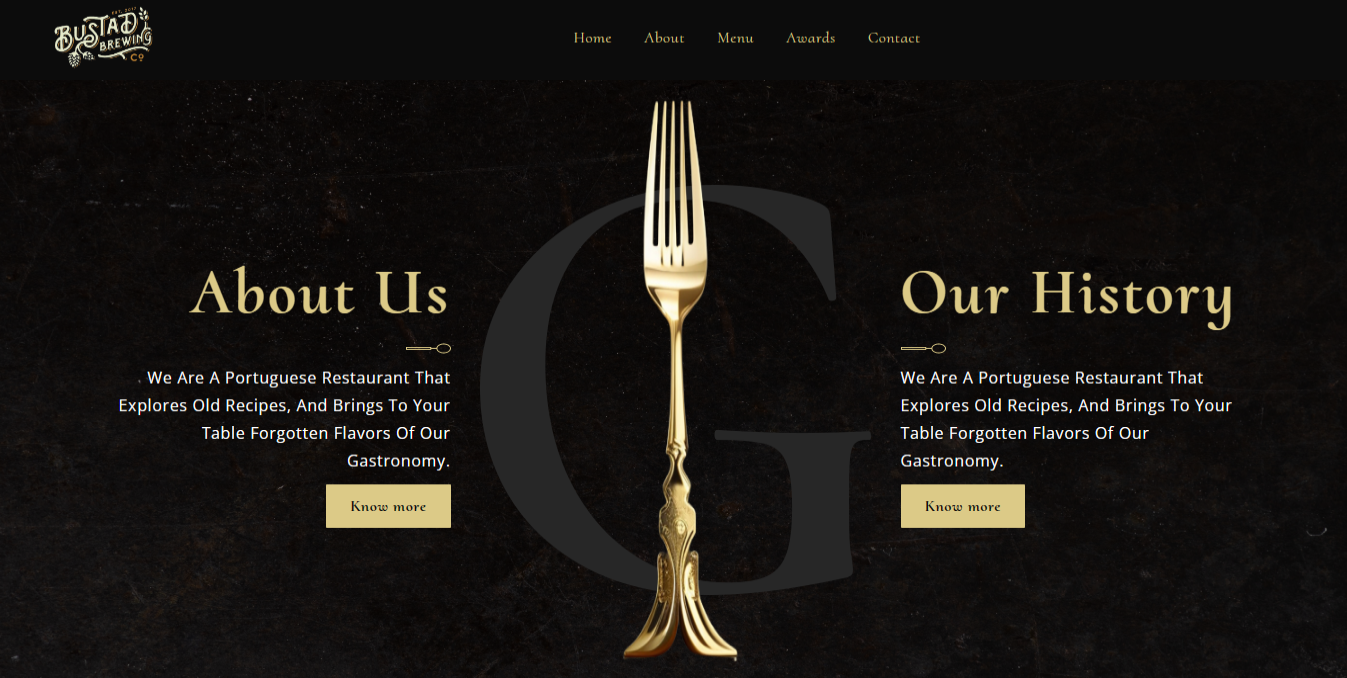 EST. 2017
BUSTAD
BREWING
CO
Home About Menu Awards Contact
G
About Us
We Are A Portuguese Restaurant That
Explores Old Recipes, And Brings To Your
Table Forgotten Flavors Of Our
Gastronomy.
Know more
Our History
We Are A Portuguese Restaurant That
Explores Old Recipes, And Brings To Your
Table Forgotten Flavors Of Our
Gastronomy.
Know more